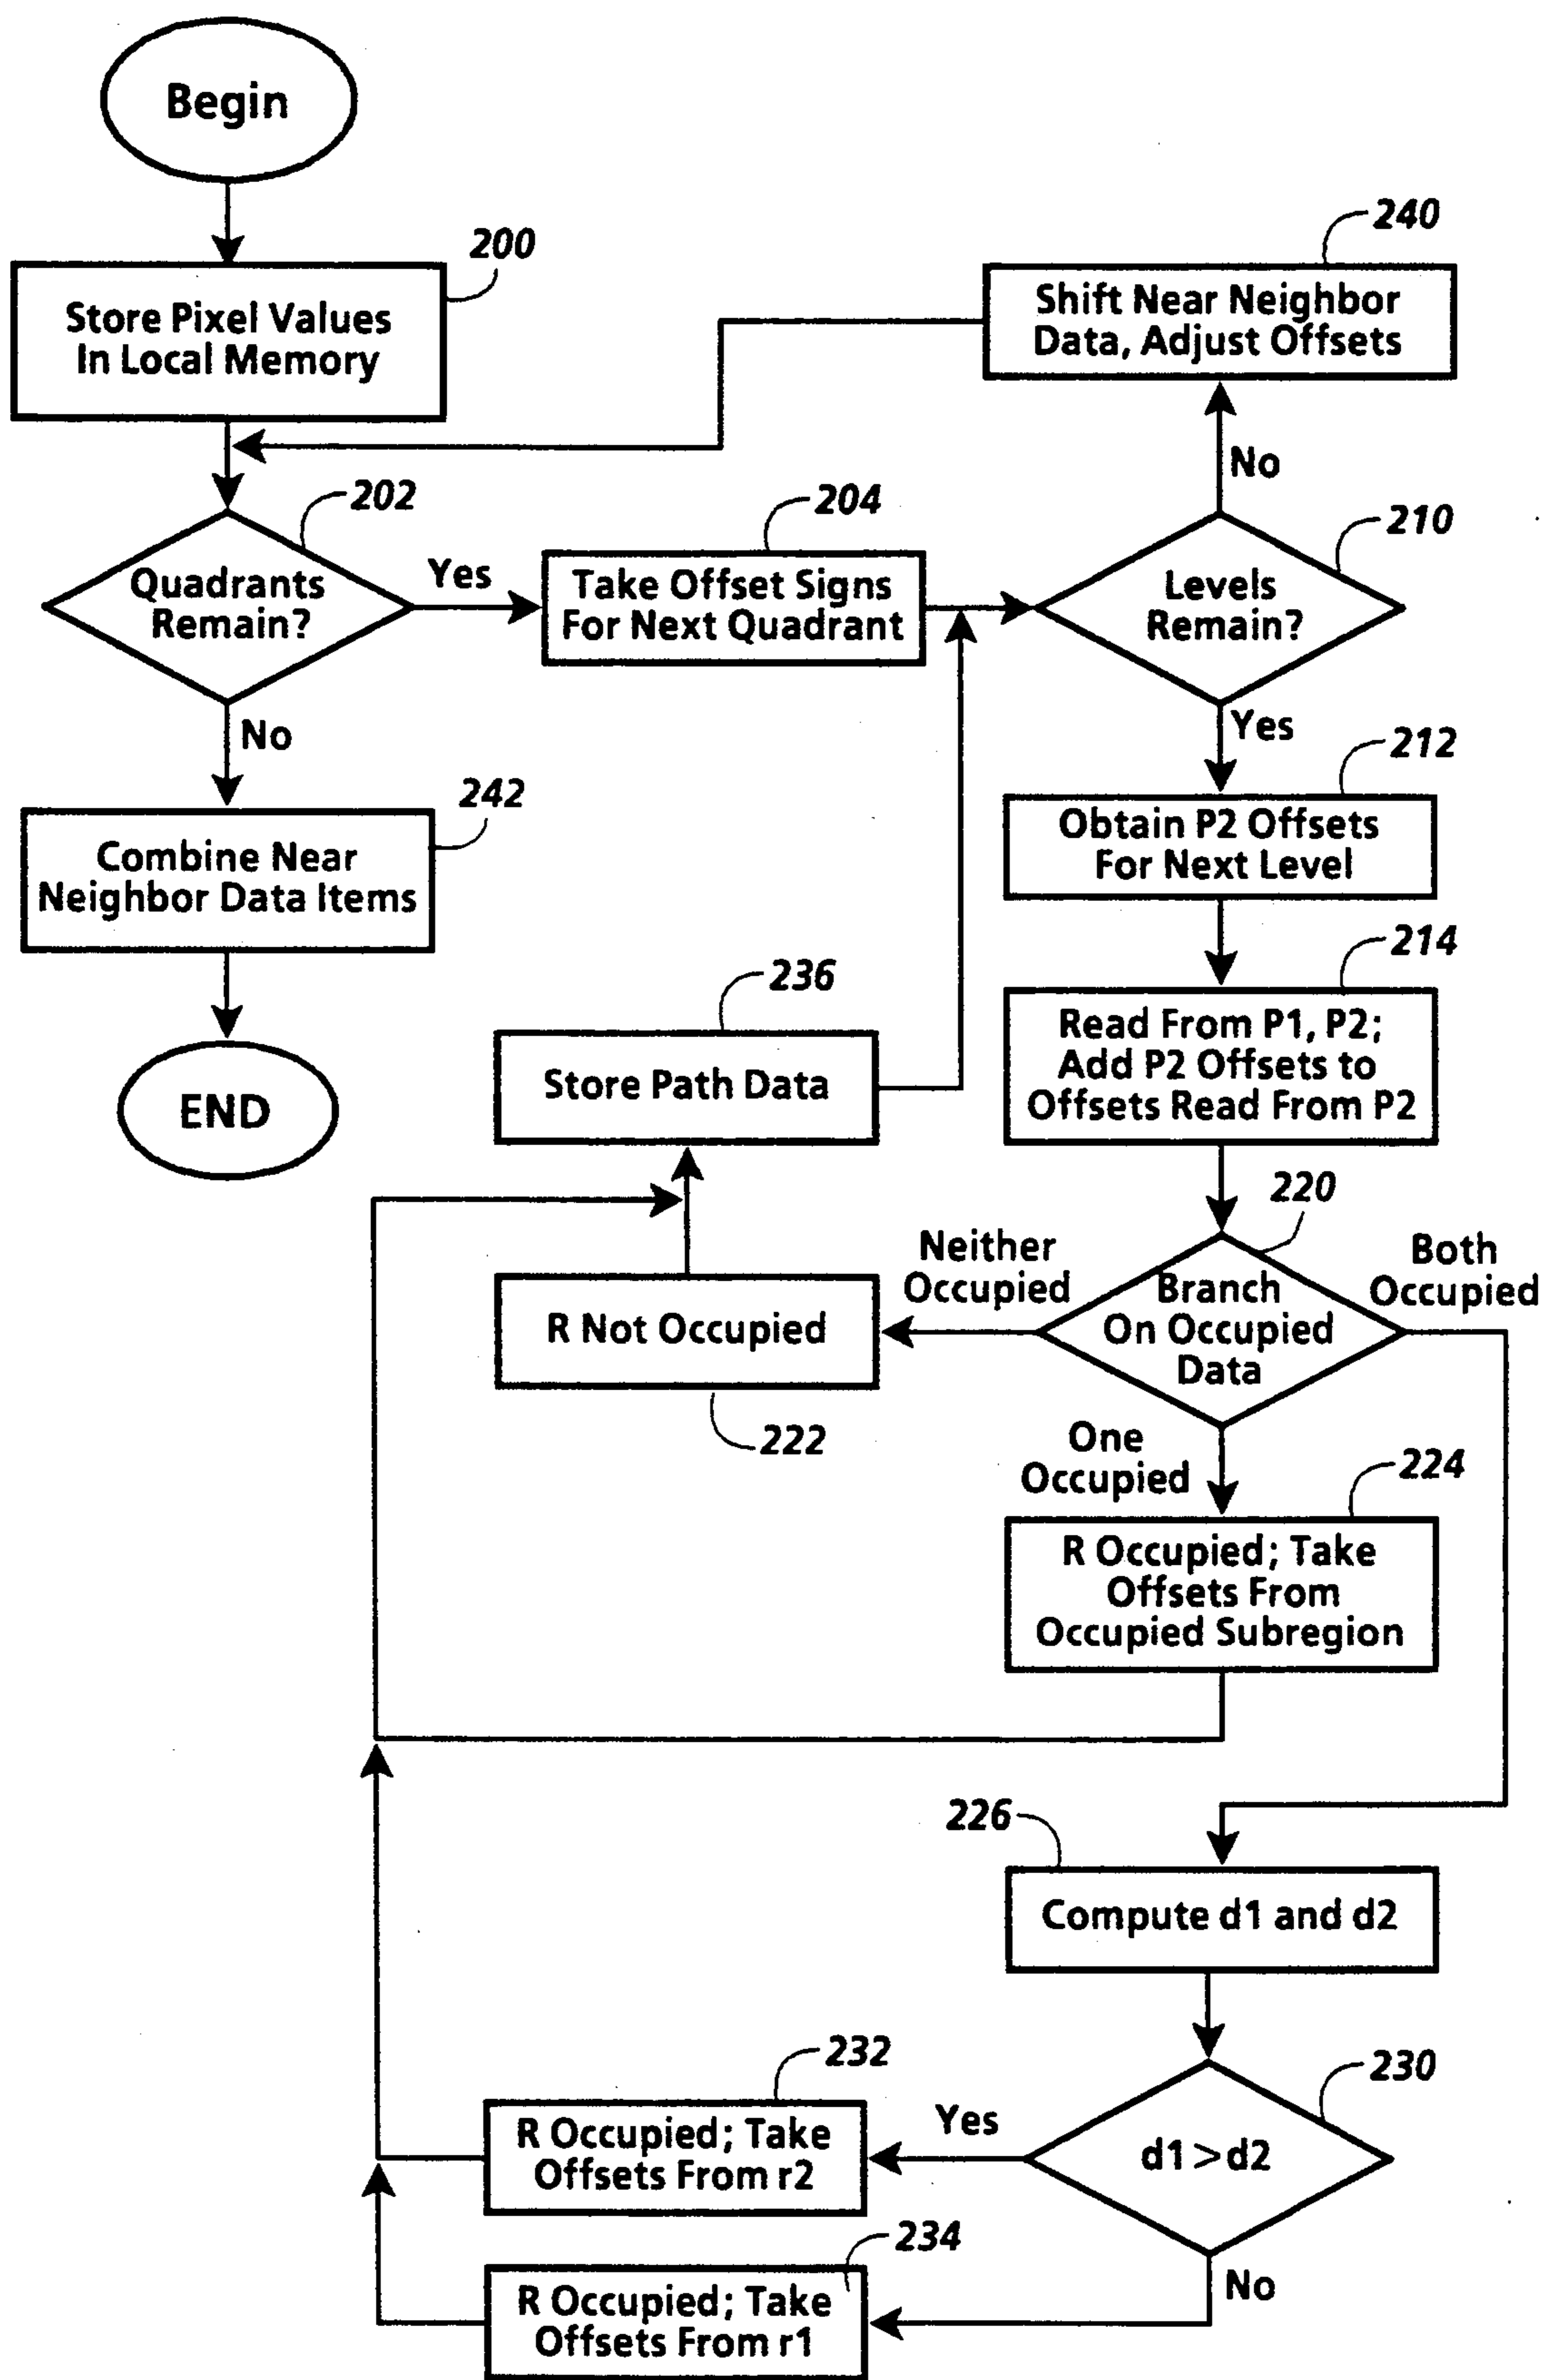 Begin
200
Store Pixel Values
In Local Memory
240
Shift Near Neighbor
Data, Adjust Offsets
No
202
Quadrants
Remain?
Yes
204
Take Offset Signs
For Next Quadrant
210
Levels
Remain?
No
Yes
242
Combine Near
Neighbor Data Items
END
212
Obtain P2 Offsets
For Next Level
214
Read From P1, P2;
Add P2 Offsets to
Offsets Read From P2
236
Store Path Data
220
Branch
On Occupied
Data
Neither
Occupied
Both
Occupied
R Not Occupied
222
One
Occupied
224
R Occupied; Take
Offsets From
Occupied Subregion
226
Compute d1 and d2
230
d1>d2
Yes
232
R Occupied; Take
Offsets From r2
No
234
R Occupied; Take
Offsets From r1